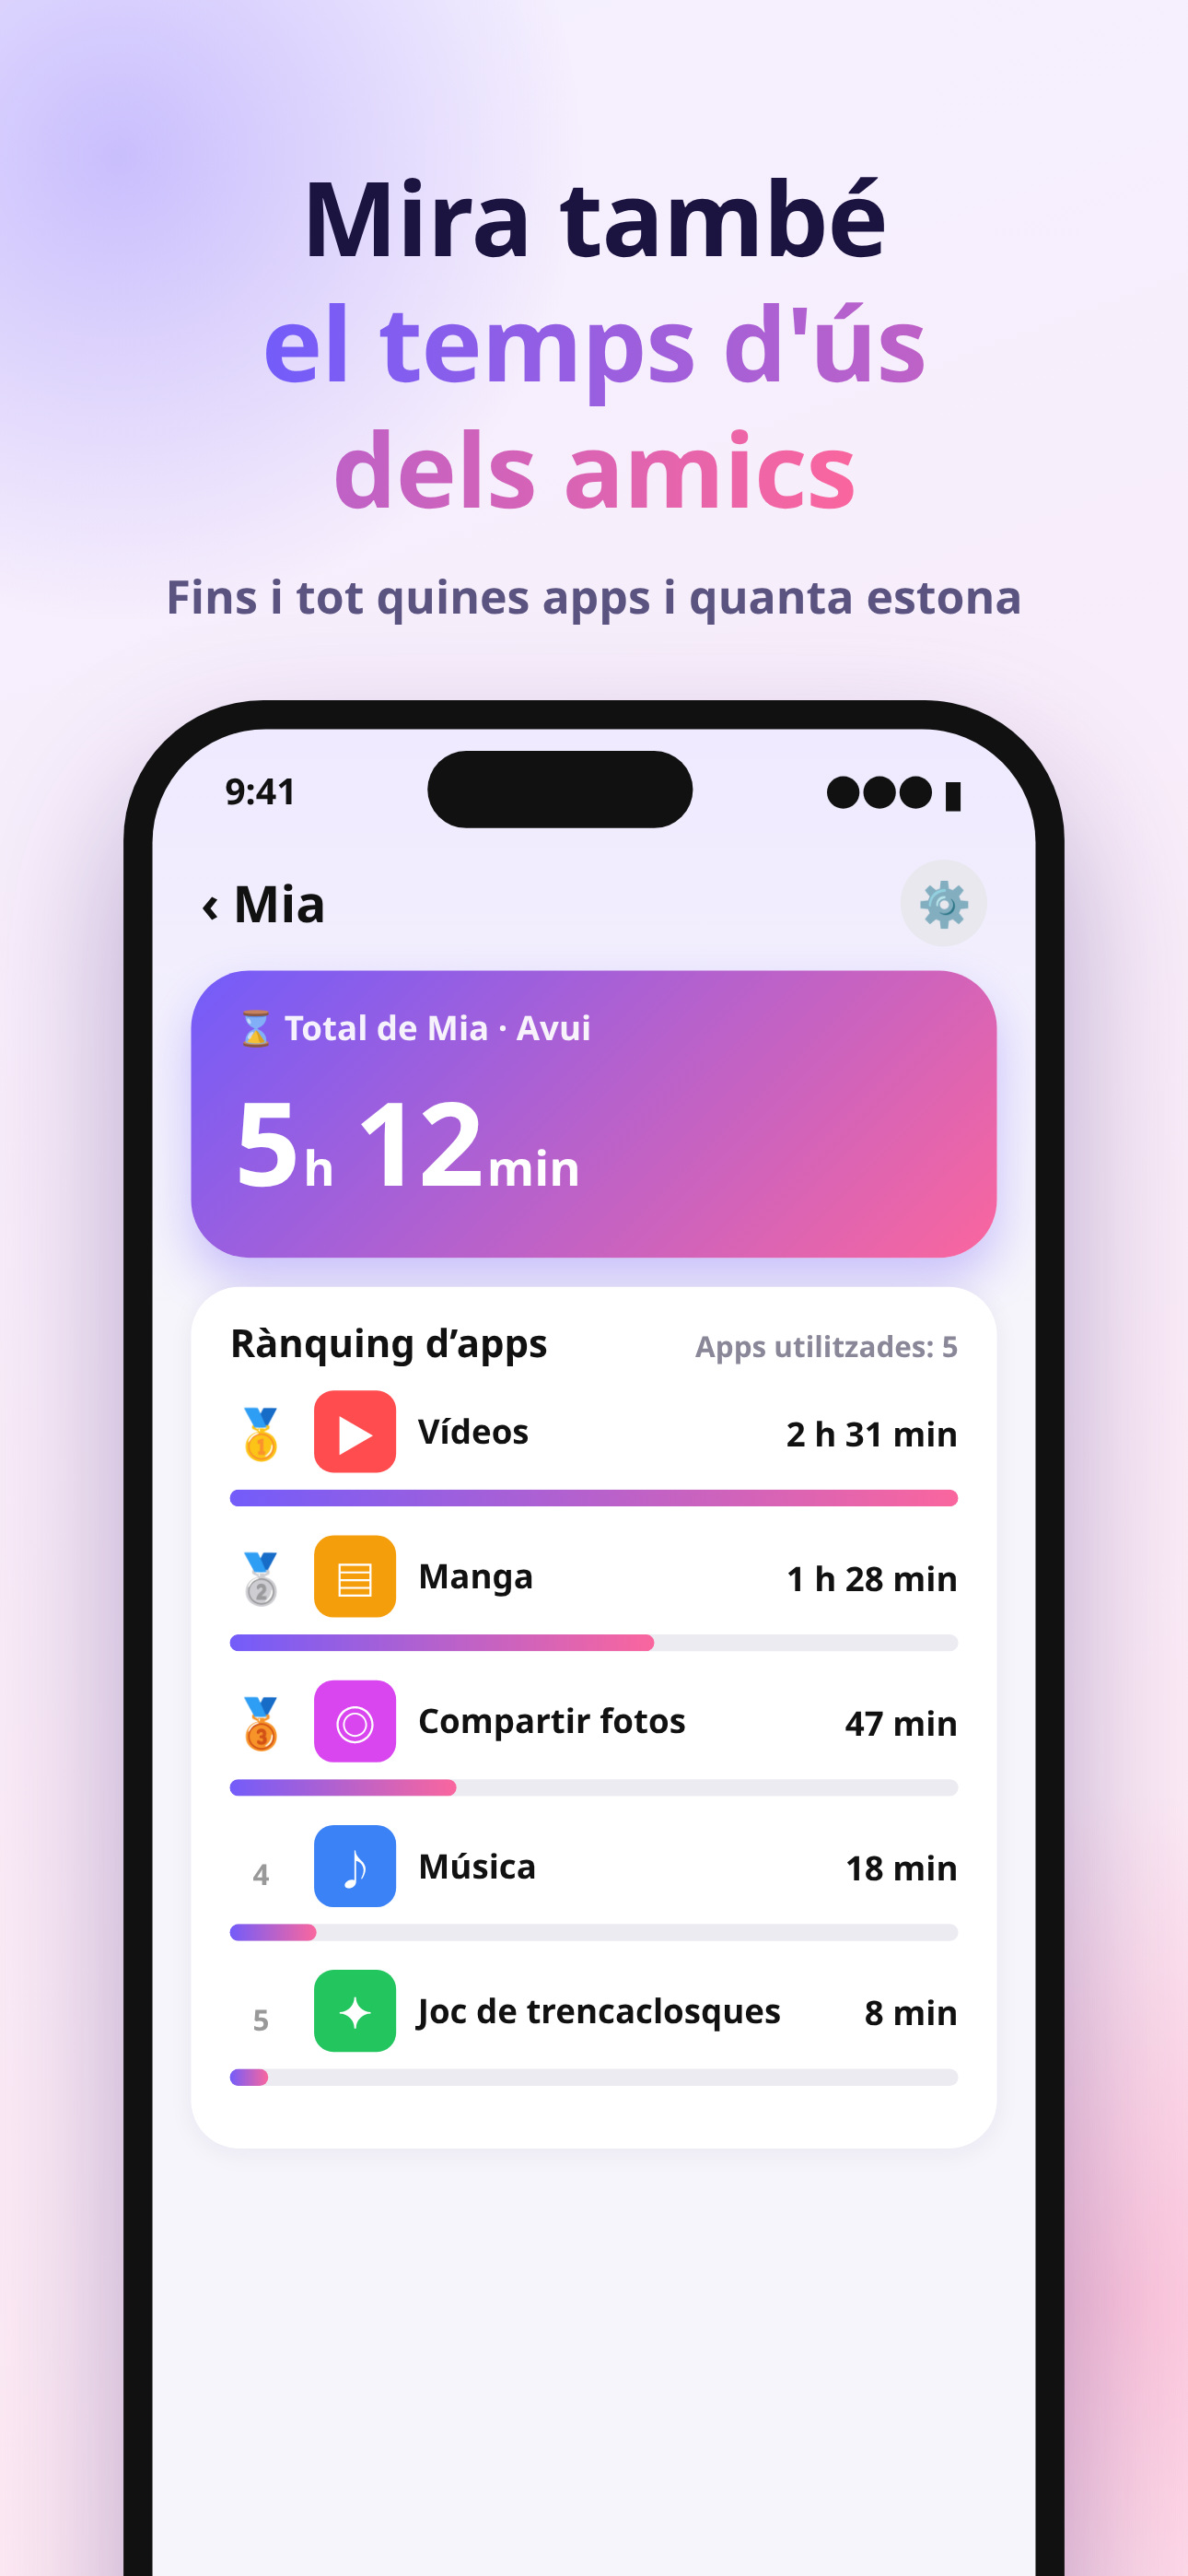 Mira també
el temps d'ús
dels amics
Fins i tot quines apps i quanta estona
9:41
‹ Mia
⌛ Total de Mia · Avui
5h 12min
Rànquing d’apps Apps utilitzades: 5
🥇 Vídeos 2 h 31 min
🥈 Manga 1 h 28 min
🥉 Compartir fotos 47 min
4 Música 18 min
5 Joc de trencaclosques 8 min